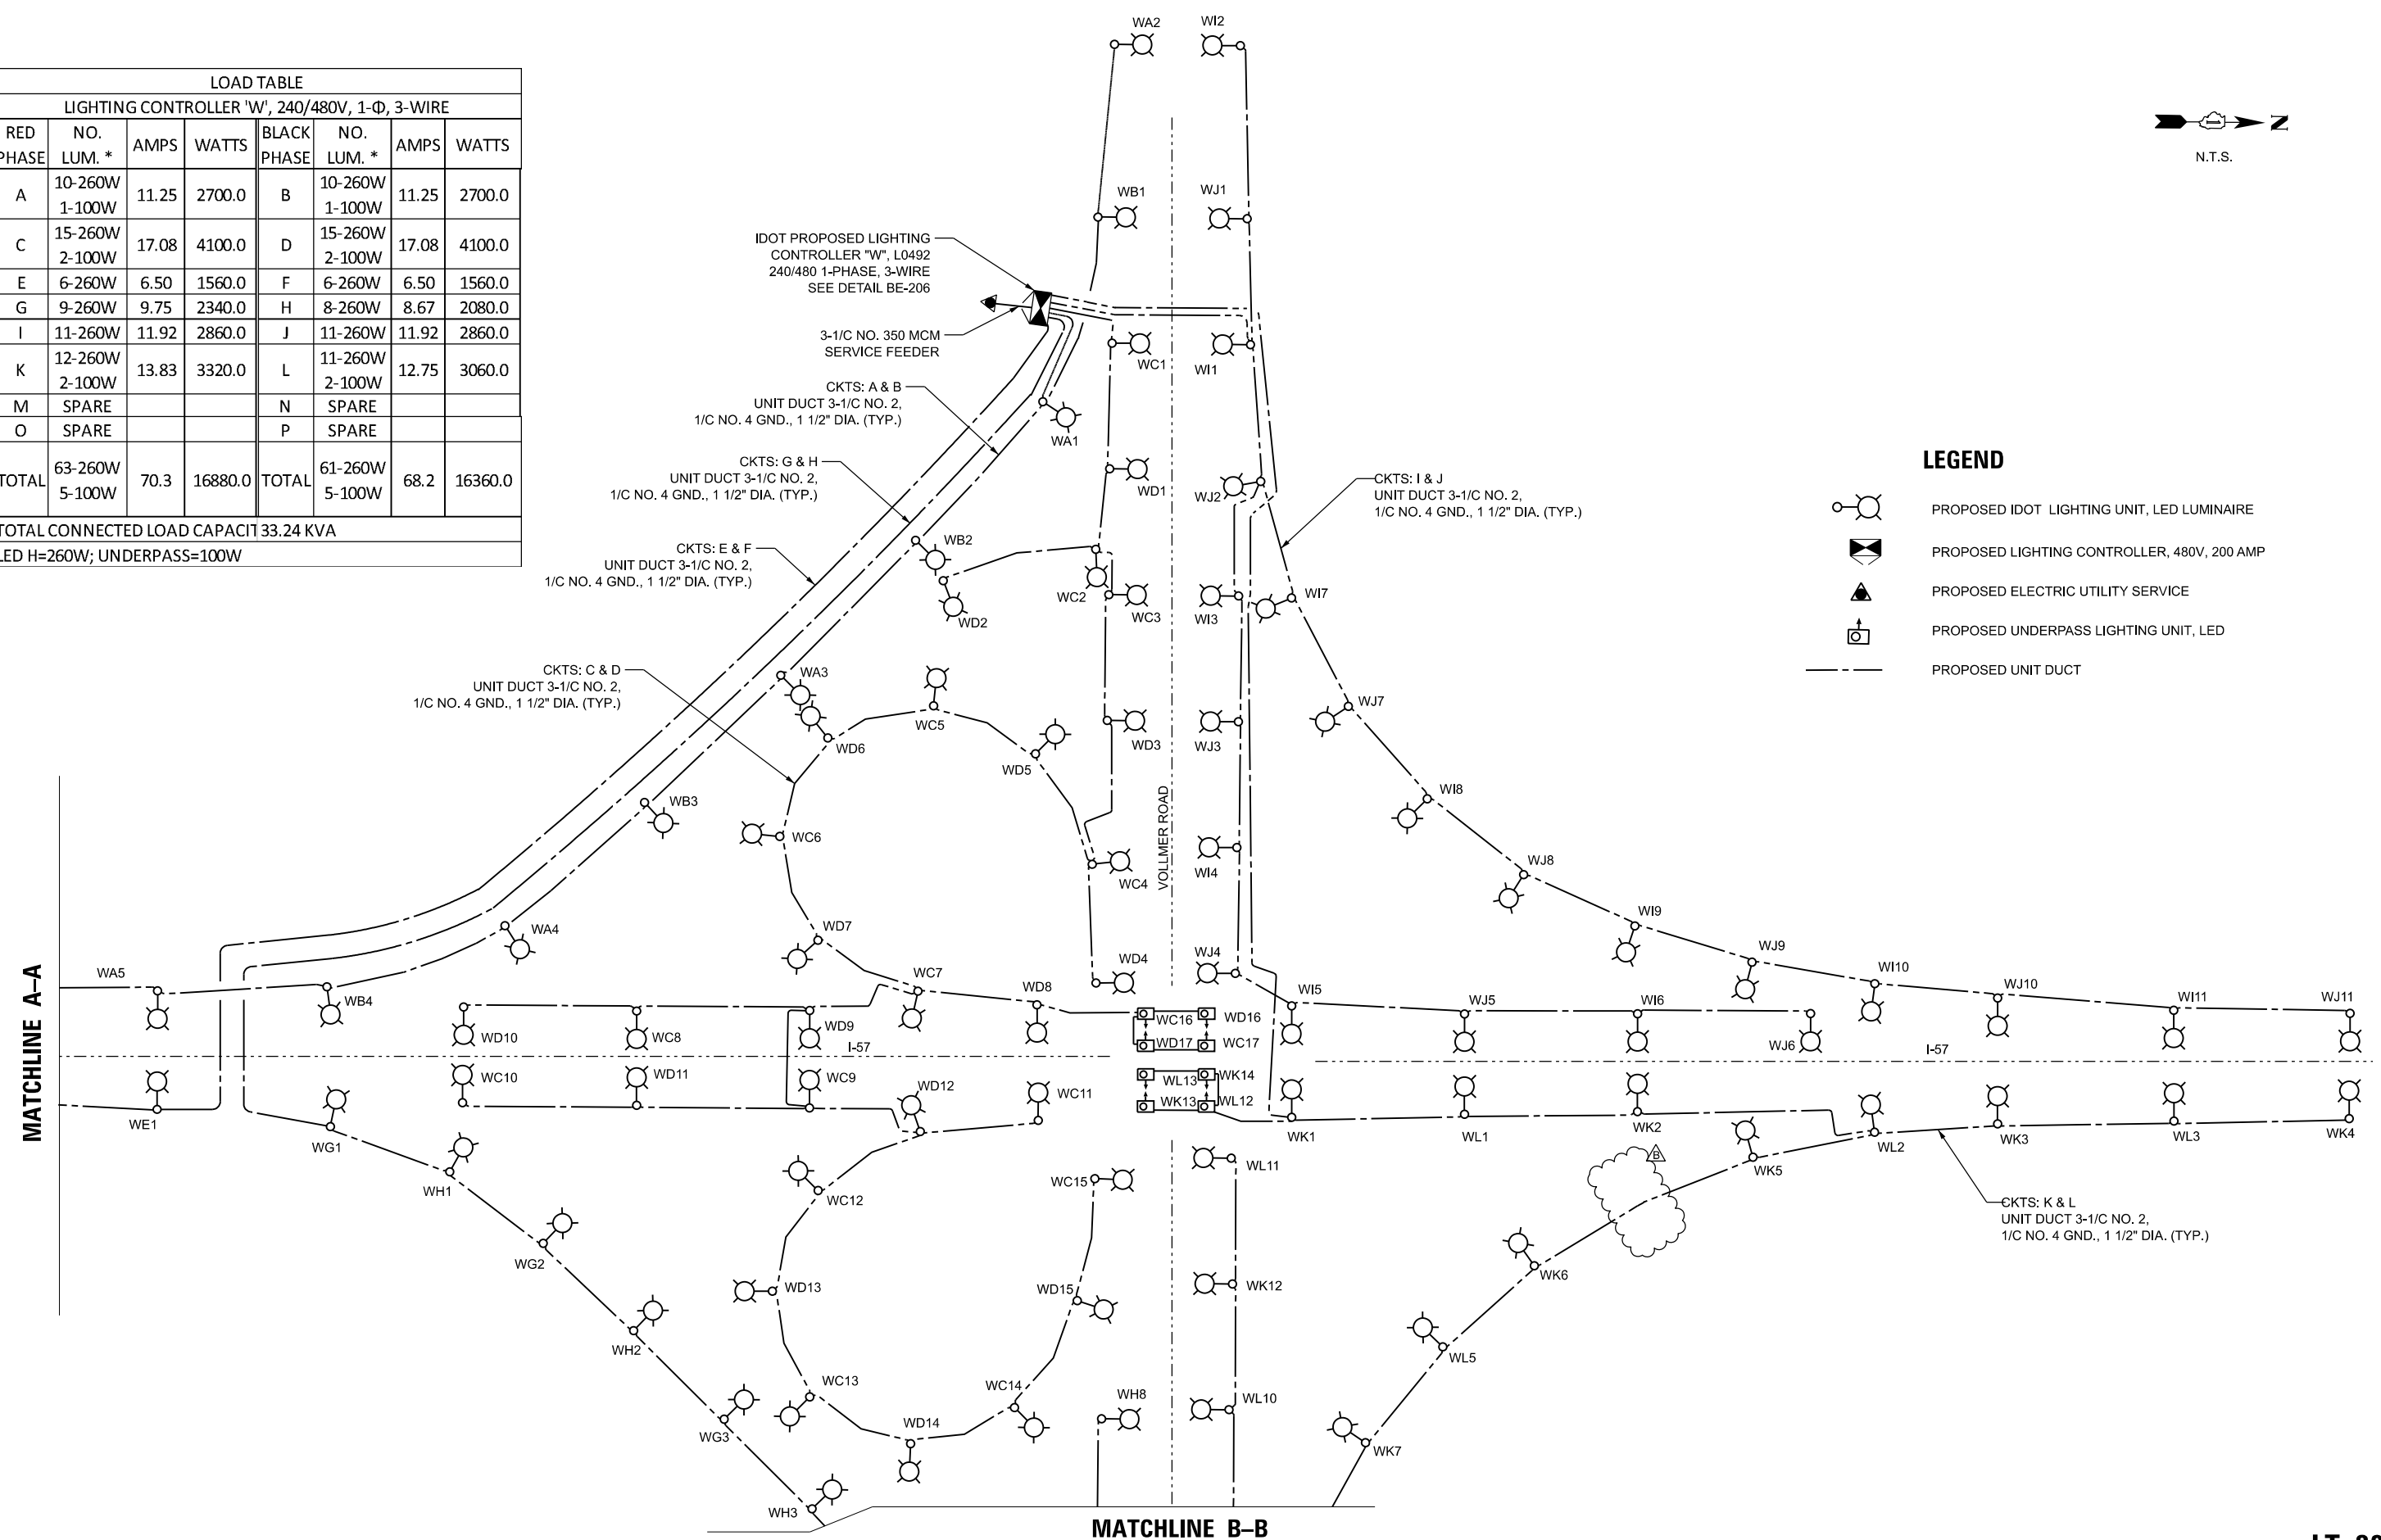 LOAD TABLE
LIGHTING CONTROLLER 'W', 240/480V, 1-Φ, 3-WIRE
RED PHASE NO. LUM. * AMPS WATTS BLACK PHASE NO. LUM. * AMPS WATTS
A 10-260W 1-100W 11.25 2700.0 B 10-260W 1-100W 11.25 2700.0
C 15-260W 2-100W 17.08 4100.0 D 15-260W 2-100W 17.08 4100.0
E 6-260W 6.50 1560.0 F 6-260W 6.50 1560.0
G 9-260W 9.75 2340.0 H 8-260W 8.67 2080.0
I 11-260W 11.92 2860.0 J 11-260W 11.92 2860.0
K 12-260W 2-100W 13.83 3320.0 L 11-260W 2-100W 12.75 3060.0
M SPARE N SPARE
O SPARE P SPARE
TOTAL 63-260W 5-100W 70.3 16880.0 TOTAL 61-260W 5-100W 68.2 16360.0
TOTAL CONNECTED LOAD CAPACIT 33.24 KVA
LED H=260W; UNDERPASS=100W
WA2
WI2
N
N.T.S.
WB1
WJ1
IDOT PROPOSED LIGHTING
CONTROLLER "W", L0492
240/480 1-PHASE, 3-WIRE
SEE DETAIL BE-206
3-1/C NO. 350 MCM
SERVICE FEEDER
WC1
WI1
CKTS: A & B
UNIT DUCT 3-1/C NO. 2,
1/C NO. 4 GND., 1 1/2" DIA. (TYP.)
WA1
CKTS: G & H
UNIT DUCT 3-1/C NO. 2,
1/C NO. 4 GND., 1 1/2" DIA. (TYP.)
WD1
WJ2
CKTS: I & J
UNIT DUCT 3-1/C NO. 2,
1/C NO. 4 GND., 1 1/2" DIA. (TYP.)
LEGEND
PROPOSED IDOT LIGHTING UNIT, LED LUMINAIRE
PROPOSED LIGHTING CONTROLLER, 480V, 200 AMP
PROPOSED ELECTRIC UTILITY SERVICE
PROPOSED UNDERPASS LIGHTING UNIT, LED
PROPOSED UNIT DUCT
CKTS: E & F
UNIT DUCT 3-1/C NO. 2,
1/C NO. 4 GND., 1 1/2" DIA. (TYP.)
WB2
WD2
WC2
WC3
WI3
WI7
CKTS: C & D
UNIT DUCT 3-1/C NO. 2,
1/C NO. 4 GND., 1 1/2" DIA. (TYP.)
WA3
WD6
WC5
WD5
WD3
WJ3
WJ7
WB3
WC6
VOLLMER ROAD
WI8
WC4
WI4
WJ8
WA4
WD7
WI9
MATCHLINE A–A
WA5
WB4
WC7
WD8
WD4
WJ4
WJ9
WI10
WJ10
WI11
WJ11
WD10
WC8
WD9
I-57
WC16
WD16
WD17
WC17
WI5
WJ5
WI6
WJ6
I-57
WC10
WD11
WC9
WD12
WC11
WL13
WK14
WK13
WL12
WE1
WG1
WK1
WL1
WK2
WL2
WK3
WL3
WK4
WH1
WC12
WC15
WL11
B
WK5
CKTS: K & L
UNIT DUCT 3-1/C NO. 2,
1/C NO. 4 GND., 1 1/2" DIA. (TYP.)
WG2
WD13
WD15
WK12
WK6
WH2
WC13
WC14
WH8
WL10
WL5
WG3
WD14
WK7
WH3
MATCHLINE B–B